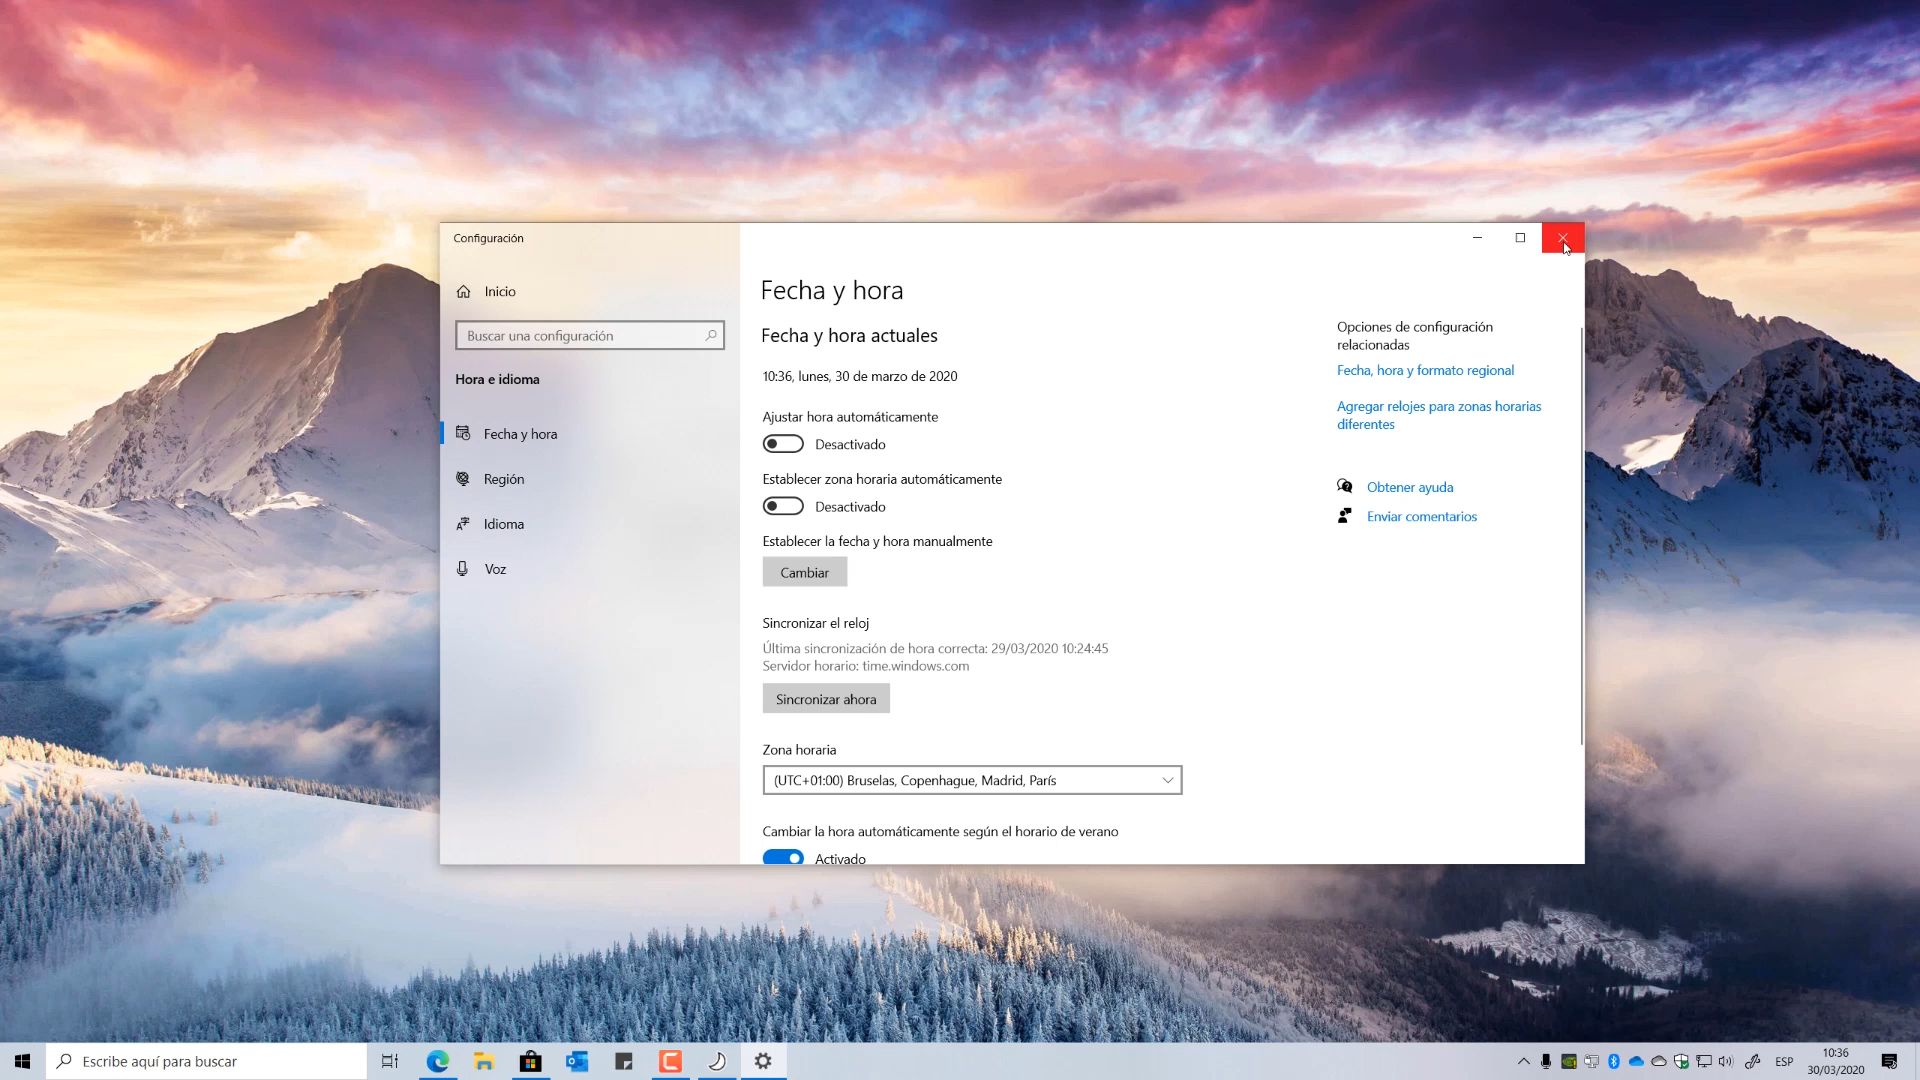 Configuración
Inicio
Buscar una configuración
Hora e idioma
Fecha y hora
Región
Idioma
Voz
Fecha y hora
Fecha y hora actuales
10:36, lunes, 30 de marzo de 2020
Ajustar hora automáticamente
Desactivado
Establecer zona horaria automáticamente
Desactivado
Establecer la fecha y hora manualmente
Cambiar
Sincronizar el reloj
Última sincronización de hora correcta: 29/03/2020 10:24:45
Servidor horario: time.windows.com
Sincronizar ahora
Zona horaria
(UTC+01:00) Bruselas, Copenhague, Madrid, París
Cambiar la hora automáticamente según el horario de verano
Activado
Opciones de configuración
relacionadas
Fecha, hora y formato regional
Agregar relojes para zonas horarias
diferentes
Obtener ayuda
Enviar comentarios
Escribe aquí para buscar
ESP
10:36
30/03/2020